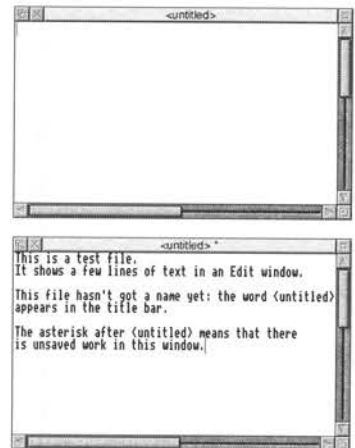 <untitled>
<untitled> *
This is a test file.
It shows a few lines of text in an Edit window.
This file hasn't got a name yet: the word <untitled>
appears in the title bar.
The asterisk after <untitled> means that there
is unsaved work in this window.